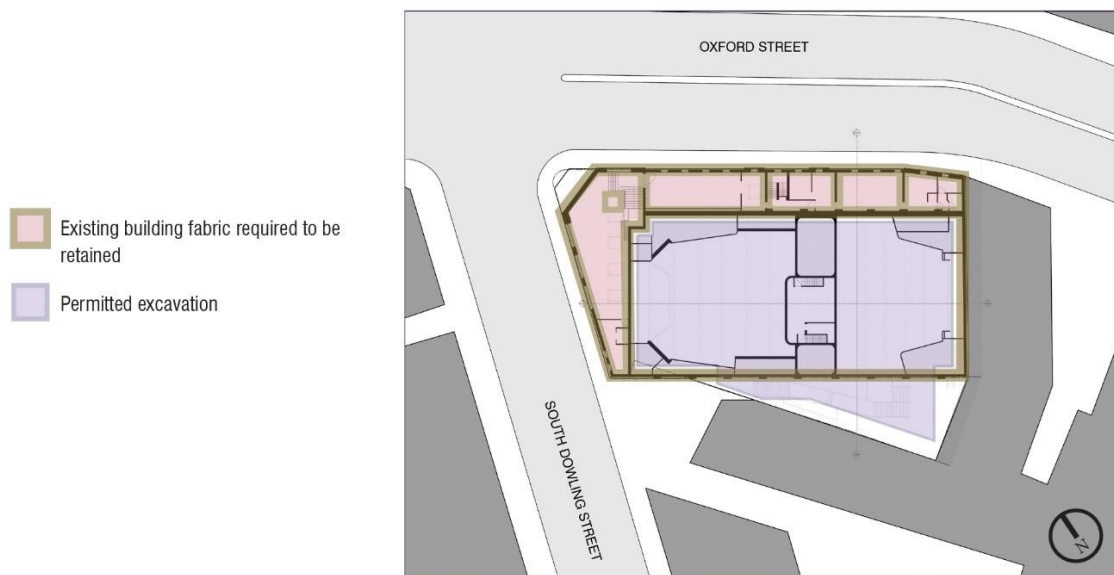 OXFORD STREET
Existing building fabric required to be
retained
Permitted excavation
SOUTH DOWLING STREET
N